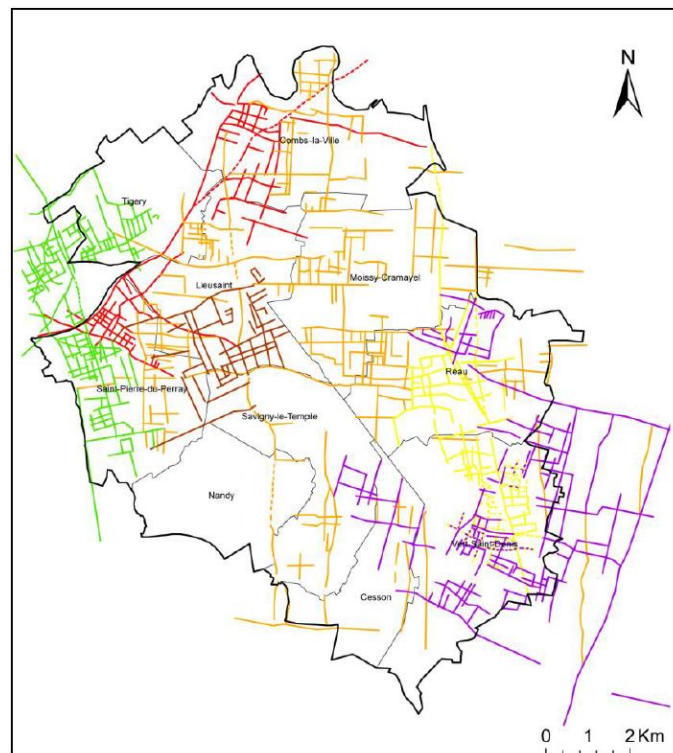 N
Combs-la-Ville
Tigery
Moissy-Cramayel
Lieusaint
Réau
Saint-Pierre-du-Perray
Savigny-le-Temple
Nandy
Vert-Saint-Denis
Cesson
0 1 2 Km